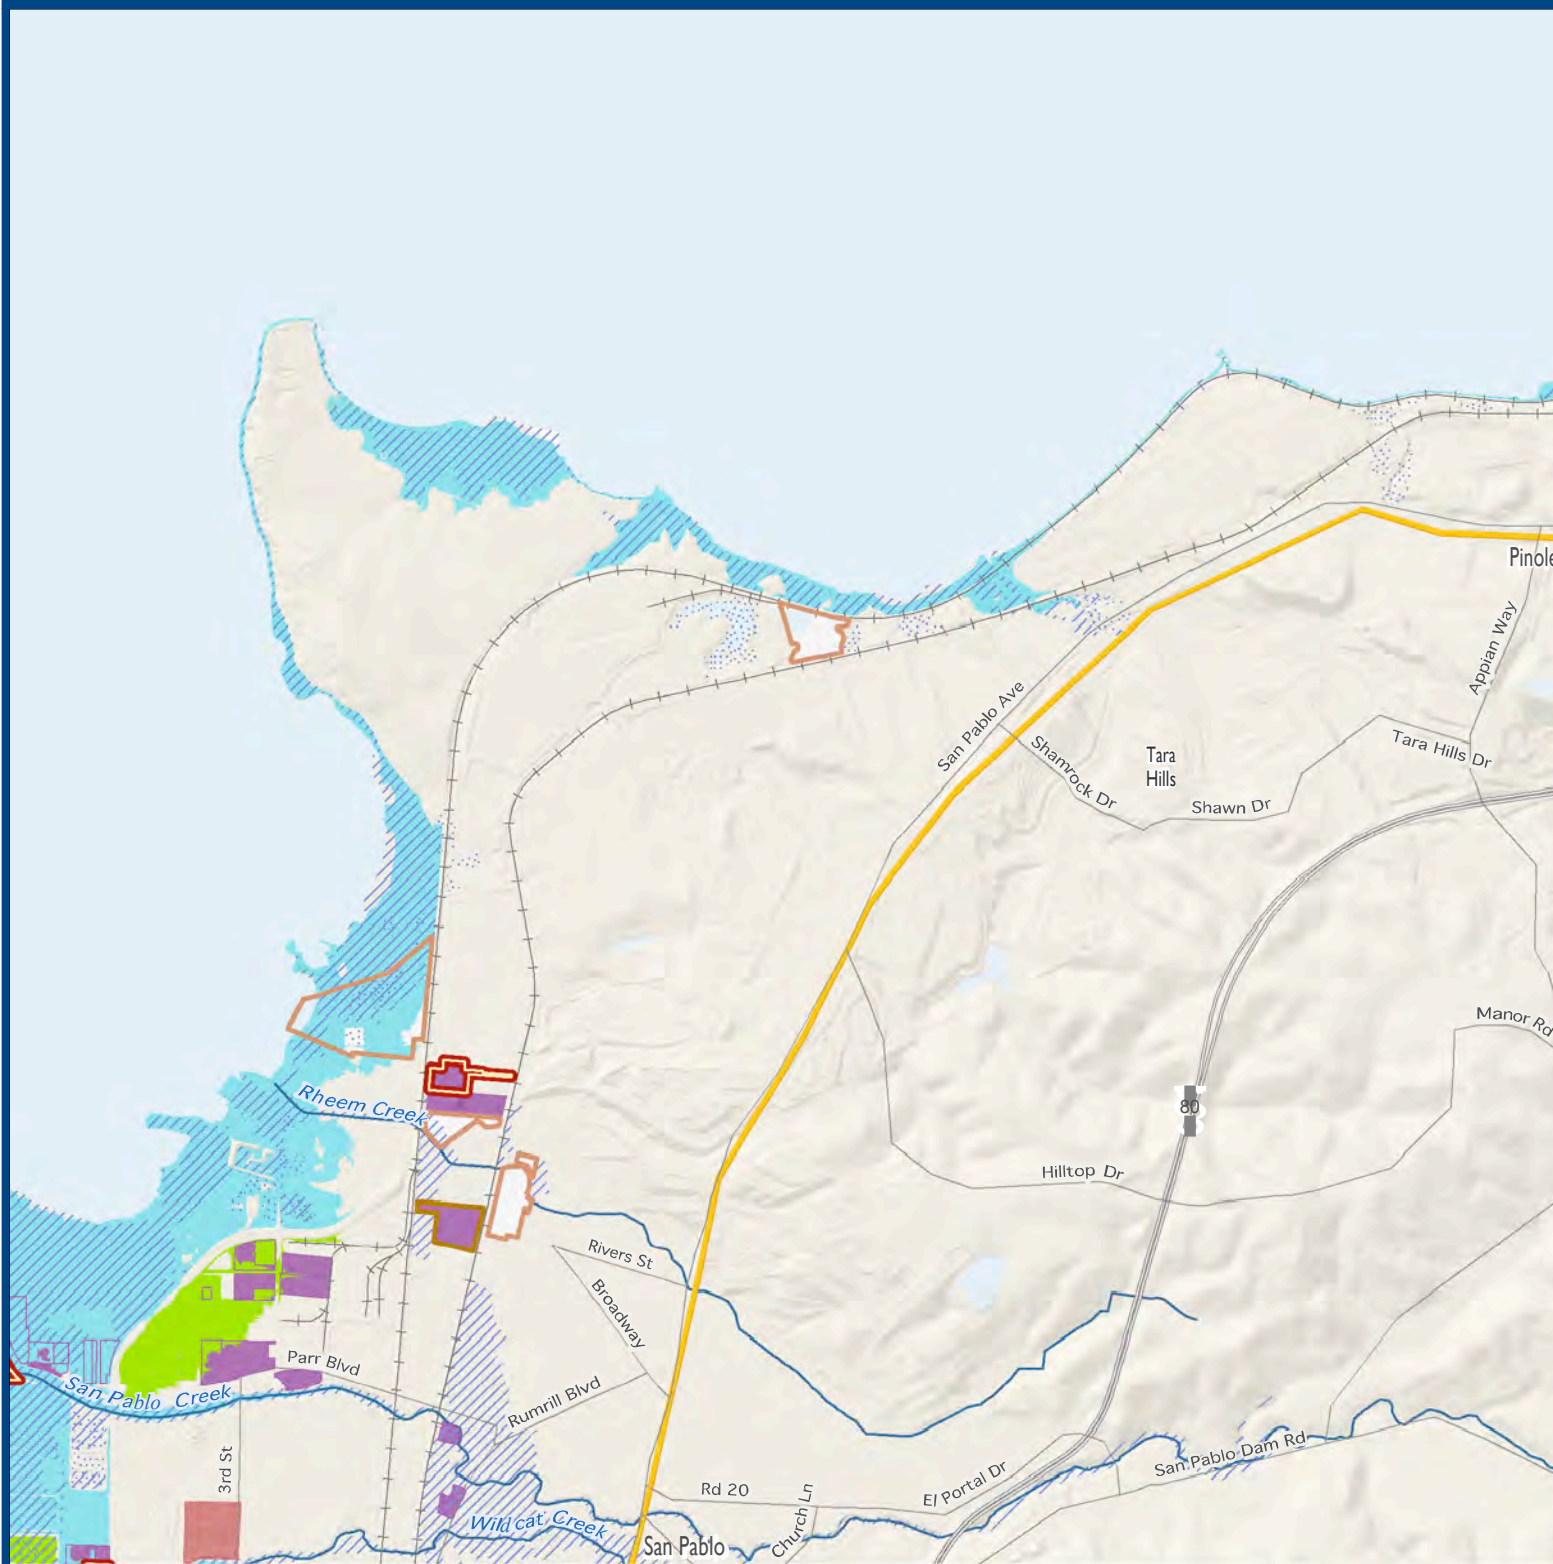 Pinole
Appian Way
San Pablo Ave
Shamrock Dr
Tara
Hills
Tara Hills Dr
Shawn Dr
Manor Rd
Rheem Creek
80
Hilltop Dr
Rivers St
Broadway
Parr Blvd
San Pablo Creek
Rumrill Blvd
3rd St
Rd 20
El Portal Dr
San Pablo Dam Rd
Church Ln
Wildcat Creek
San Pablo